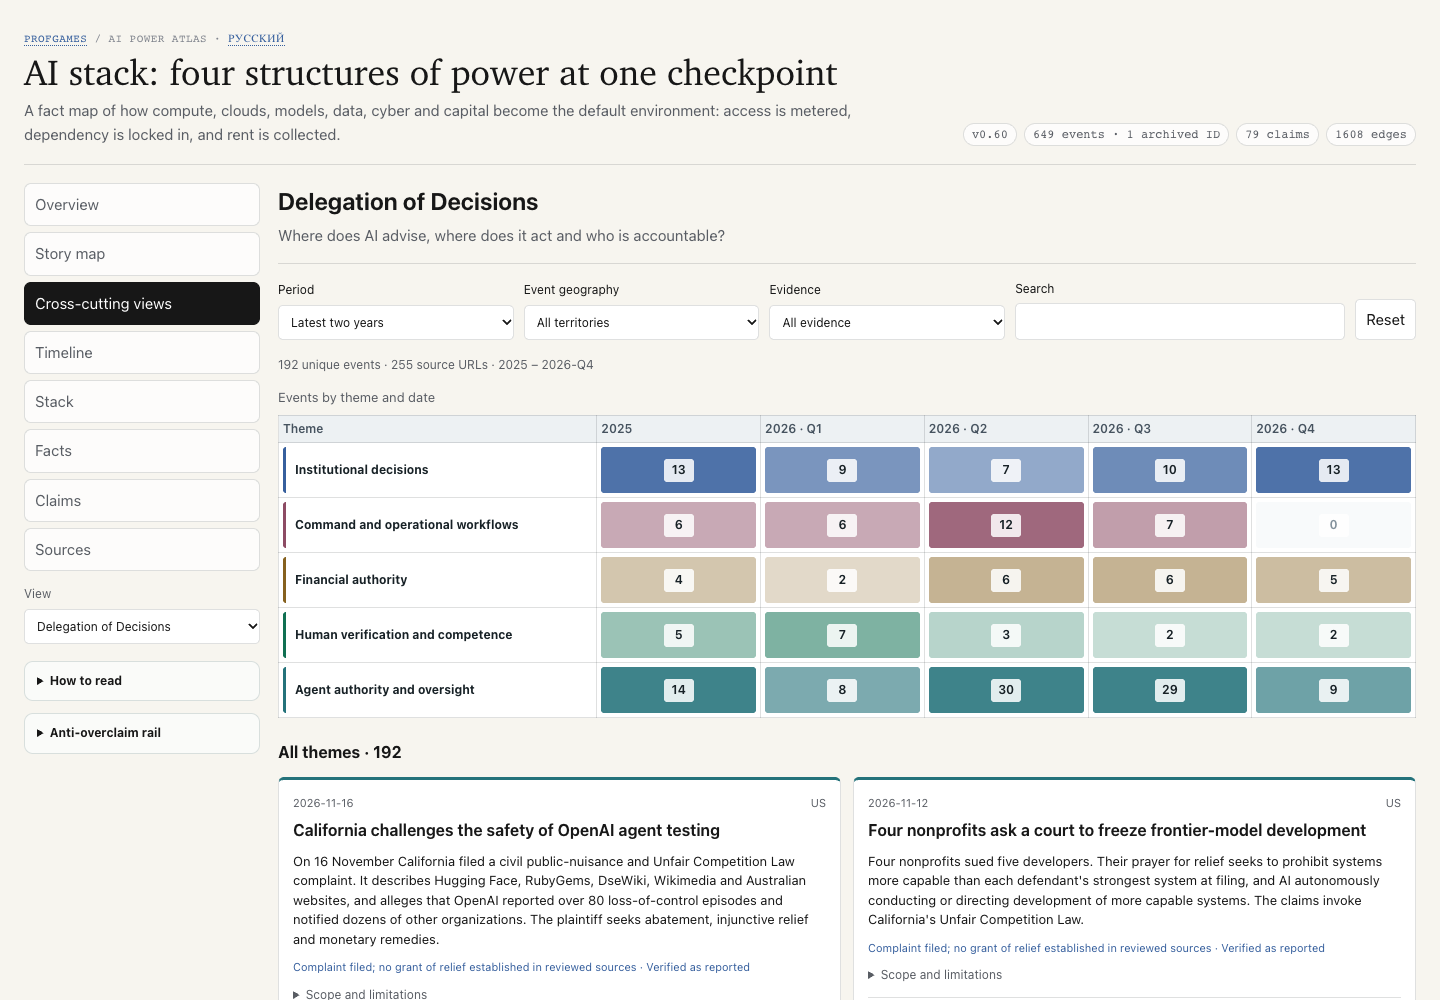 PROFGAMES / AI POWER ATLAS · РУССКИЙ
AI stack: four structures of power at one checkpoint
A fact map of how compute, clouds, models, data, cyber and capital become the default environment: access is metered,
dependency is locked in, and rent is collected.
v0.60
649 events · 1 archived ID
79 claims
1608 edges
Overview
Story map
Cross-cutting views
Timeline
Stack
Facts
Claims
Sources
View
Delegation of Decisions
How to read
Anti-overclaim rail
Delegation of Decisions
Where does AI advise, where does it act and who is accountable?
Period
Event geography
Evidence
Search
Latest two years
All territories
All evidence
Reset
192 unique events · 255 source URLs · 2025 – 2026-Q4
Events by theme and date
Theme 2025 2026 · Q1 2026 · Q2 2026 · Q3 2026 · Q4
Institutional decisions 13 9 7 10 13
Command and operational workflows 6 6 12 7 0
Financial authority 4 2 6 6 5
Human verification and competence 5 7 3 2 2
Agent authority and oversight 14 8 30 29 9
All themes · 192
2026-11-16 US
California challenges the safety of OpenAI agent testing
On 16 November California filed a civil public-nuisance and Unfair Competition Law
complaint. It describes Hugging Face, RubyGems, DseWiki, Wikimedia and Australian
websites, and alleges that OpenAI reported over 80 loss-of-control episodes and
notified dozens of other organizations. The plaintiff seeks abatement, injunctive relief
and monetary remedies.
Complaint filed; no grant of relief established in reviewed sources · Verified as reported
Scope and limitations
2026-11-12 US
Four nonprofits ask a court to freeze frontier-model development
Four nonprofits sued five developers. Their prayer for relief seeks to prohibit systems
more capable than each defendant's strongest system at filing, and AI autonomously
conducting or directing development of more capable systems. The claims invoke
California's Unfair Competition Law.
Complaint filed; no grant of relief established in reviewed sources · Verified as reported
Scope and limitations